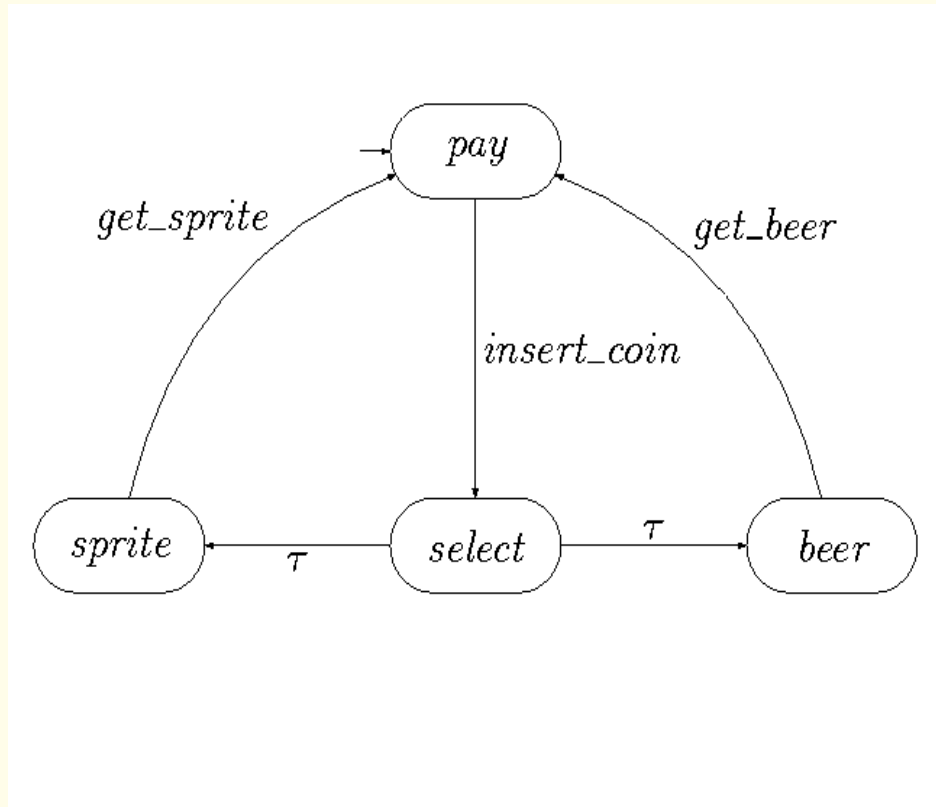 pay
get_sprite
get_beer
insert_coin
sprite
τ
select
τ
beer